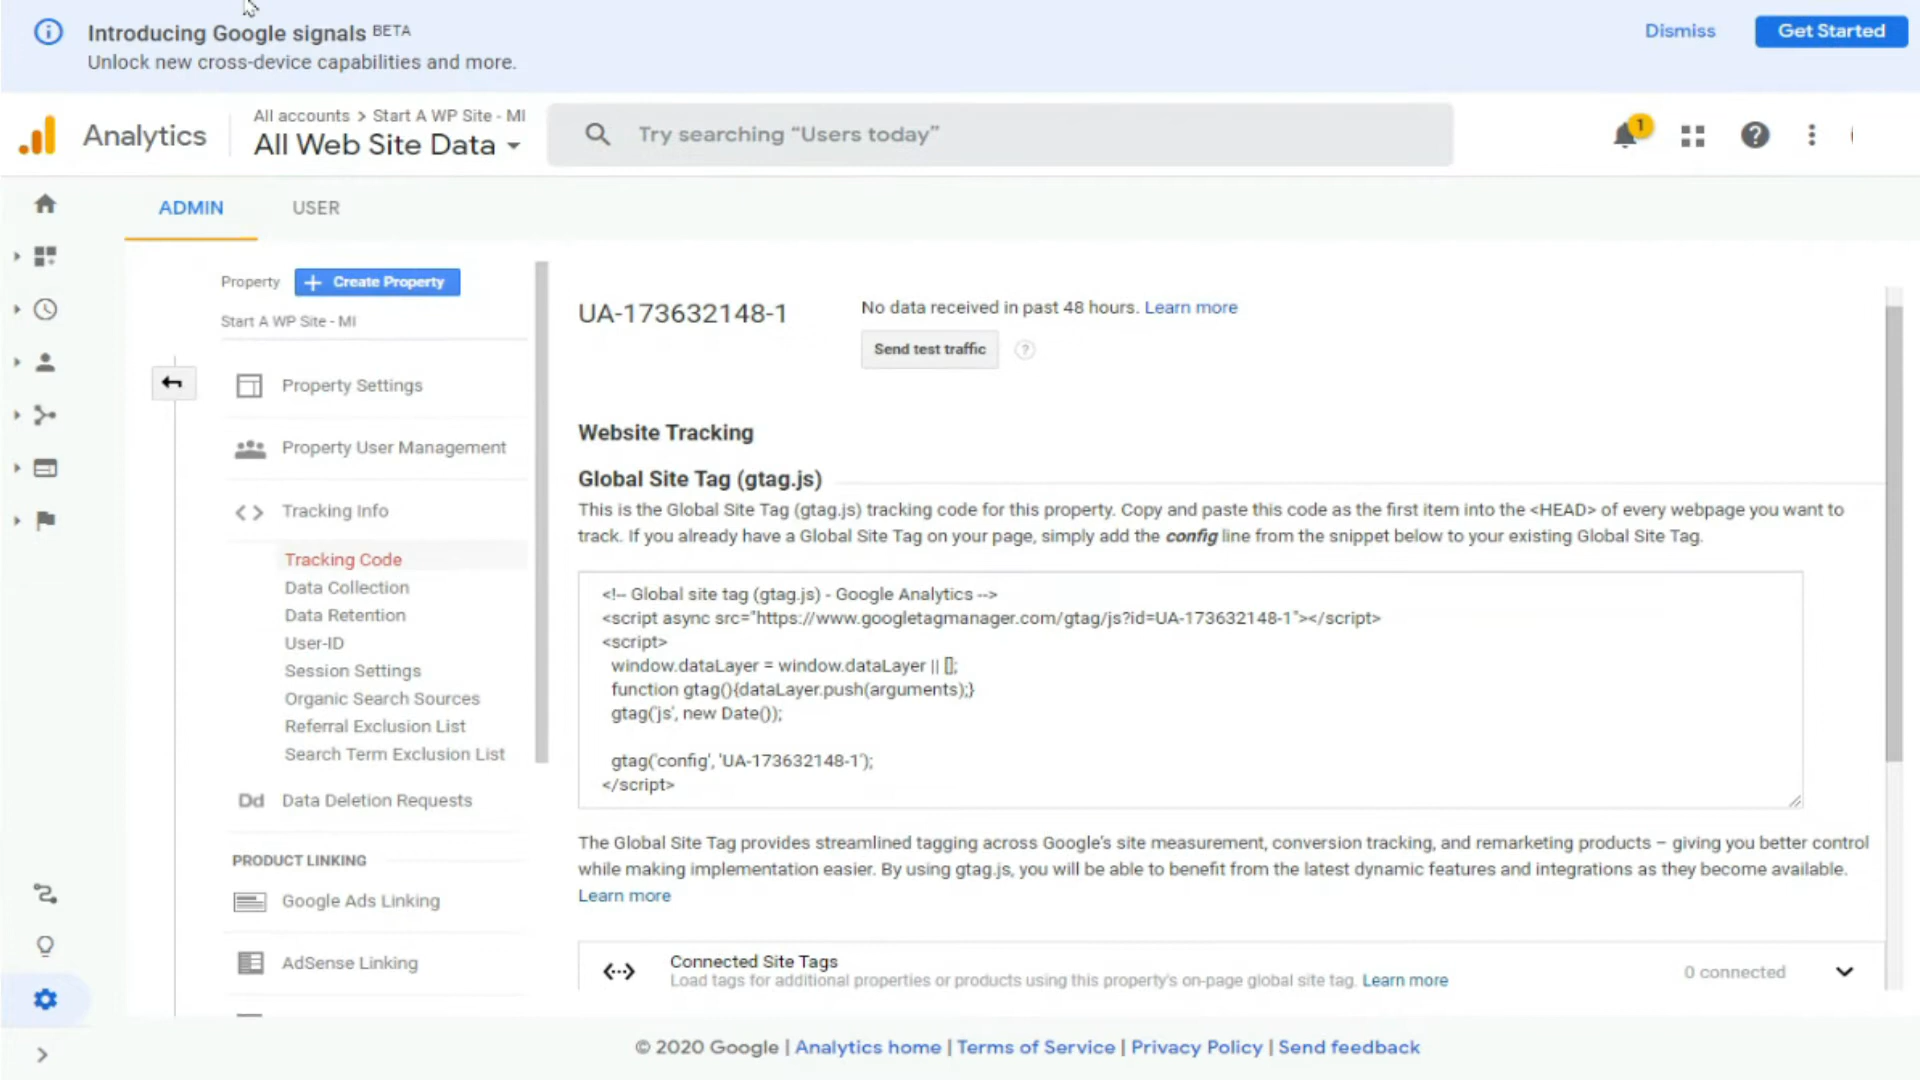 Introducing Google signals BETA
Unlock new cross-device capabilities and more.
Dismiss
Get Started
Analytics
All accounts > Start A WP Site - MI
All Web Site Data
Try searching “Users today”
1
ADMIN
USER
Property
Create Property
Start A WP Site - MI
Property Settings
Property User Management
Tracking Info
Tracking Code
Data Collection
Data Retention
User-ID
Session Settings
Organic Search Sources
Referral Exclusion List
Search Term Exclusion List
Dd Data Deletion Requests
PRODUCT LINKING
Google Ads Linking
AdSense Linking
UA-173632148-1
No data received in past 48 hours. Learn more
Send test traffic
?
Website Tracking
Global Site Tag (gtag.js)
This is the Global Site Tag (gtag.js) tracking code for this property. Copy and paste this code as the first item into the <HEAD> of every webpage you want to
track. If you already have a Global Site Tag on your page, simply add the config line from the snippet below to your existing Global Site Tag.
<!-- Global site tag (gtag.js) - Google Analytics -->
<script async src="https://www.googletagmanager.com/gtag/js?id=UA-173632148-1"></script>
<script>
window.dataLayer = window.dataLayer || [];
function gtag(){dataLayer.push(arguments);}
gtag('js', new Date());
gtag('config', 'UA-173632148-1');
</script>
The Global Site Tag provides streamlined tagging across Google's site measurement, conversion tracking, and remarketing products – giving you better control
while making implementation easier. By using gtag.js, you will be able to benefit from the latest dynamic features and integrations as they become available.
Learn more
Connected Site Tags
Load tags for additional properties or products using this property's on-page global site tag. Learn more
0 connected
© 2020 Google | Analytics home | Terms of Service | Privacy Policy | Send feedback